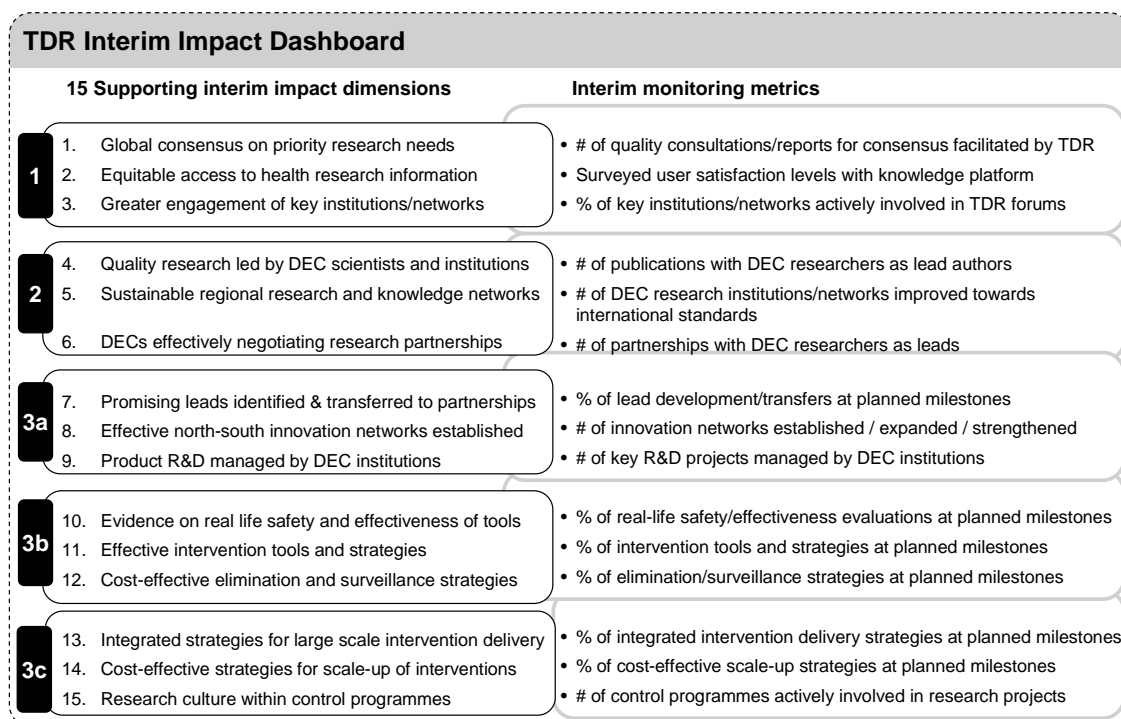 TDR Interim Impact Dashboard
15 Supporting interim impact dimensions
Interim monitoring metrics
1
1. Global consensus on priority research needs
2. Equitable access to health research information
3. Greater engagement of key institutions/networks
• # of quality consultations/reports for consensus facilitated by TDR
• Surveyed user satisfaction levels with knowledge platform
• % of key institutions/networks actively involved in TDR forums
2
4. Quality research led by DEC scientists and institutions
5. Sustainable regional research and knowledge networks
6. DECs effectively negotiating research partnerships
• # of publications with DEC researchers as lead authors
• # of DEC research institutions/networks improved towards
international standards
• # of partnerships with DEC researchers as leads
3a
7. Promising leads identified & transferred to partnerships
8. Effective north-south innovation networks established
9. Product R&D managed by DEC institutions
• % of lead development/transfers at planned milestones
• # of innovation networks established / expanded / strengthened
• # of key R&D projects managed by DEC institutions
3b
10. Evidence on real life safety and effectiveness of tools
11. Effective intervention tools and strategies
12. Cost-effective elimination and surveillance strategies
• % of real-life safety/effectiveness evaluations at planned milestones
• % of intervention tools and strategies at planned milestones
• % of elimination/surveillance strategies at planned milestones
3c
13. Integrated strategies for large scale intervention delivery
14. Cost-effective strategies for scale-up of interventions
15. Research culture within control programmes
• % of integrated intervention delivery strategies at planned milestones
• % of cost-effective scale-up strategies at planned milestones
• # of control programmes actively involved in research projects